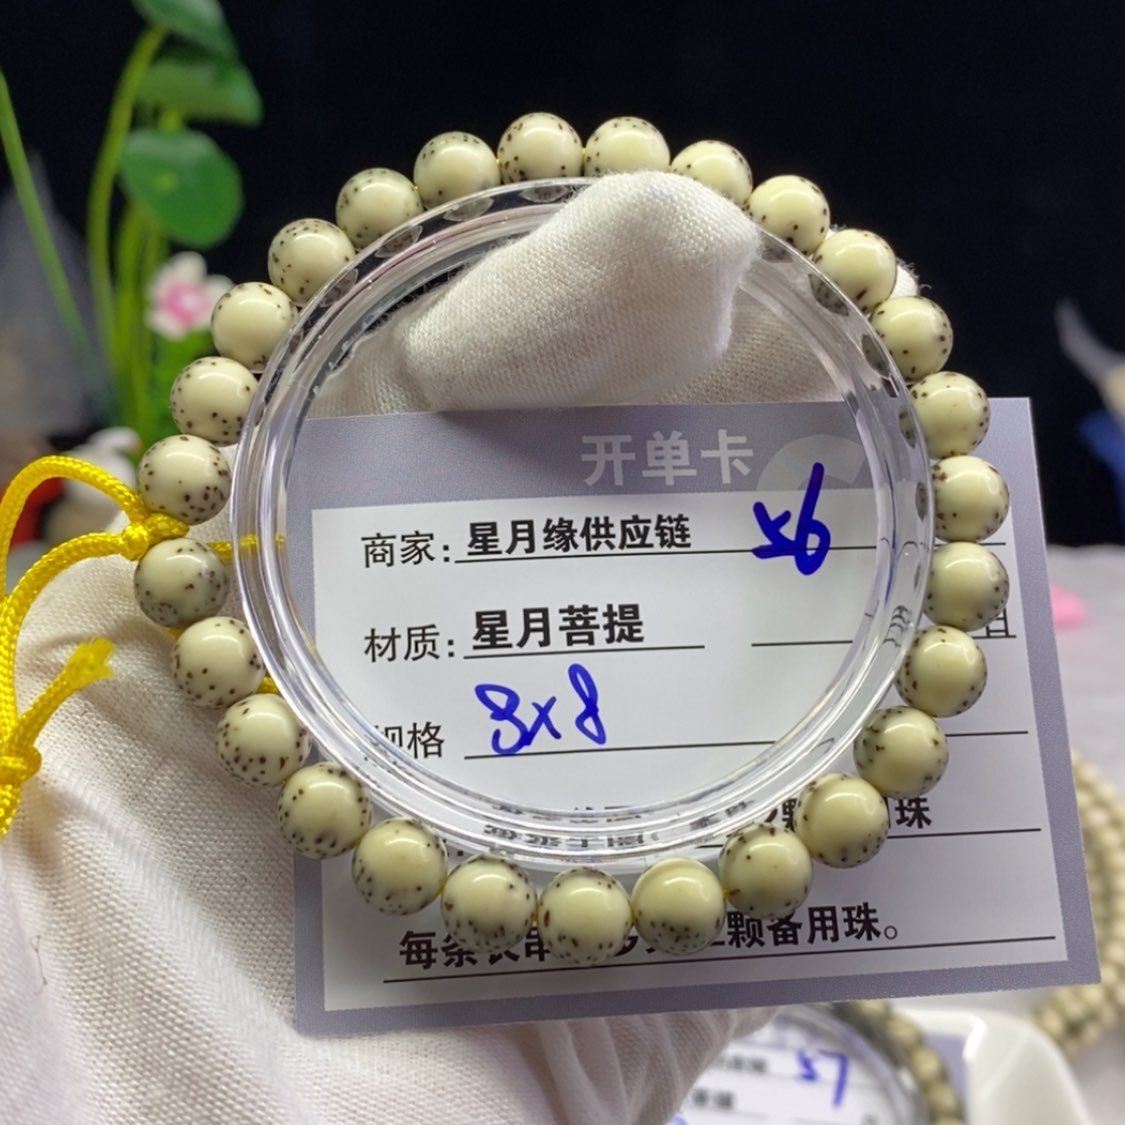 开单卡
商家: 星月缘供应链 56
材质: 星月菩提
规格 8x8
珠
每条 颗备用珠。
57